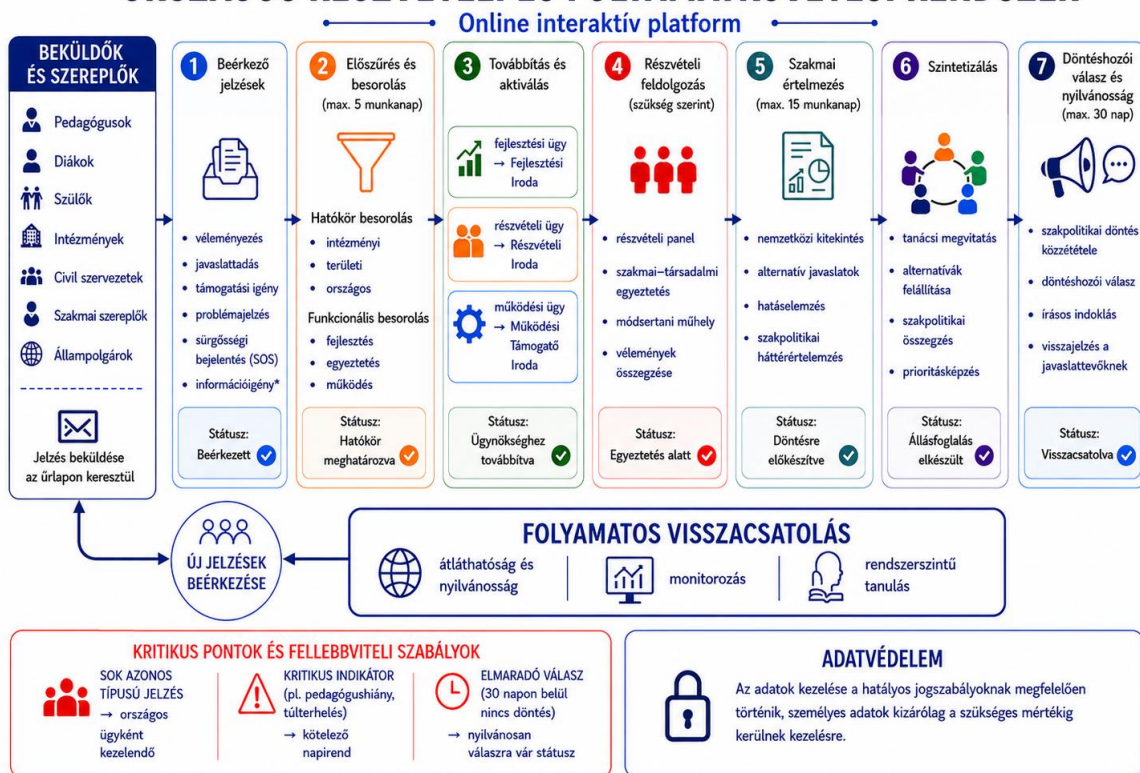 ORSZÁGOS RÉSZVÉTELI ÉS FOLYAMATKÖVETÉSI RENDSZER
Online interaktív platform
BEKÜLDŐK
ÉS SZEREPLŐK
Pedagógusok
Diákok
Szülők
Intézmények
Civil szervezetek
Szakmai szereplők
Állampolgárok
Jelzés beküldése
az űrlapon keresztül
1 Beérkező
jelzések
• véleményezés
• javaslattadás
• támogatási igény
• problémajelzés
• sürgősségi
bejelentés (SOS)
• információigény*
Státusz:
Beérkezett
2 Előszűrés és
besorolás
(max. 5 munkanap)
Hatókör besorolás
• intézményi
• területi
• országos
Funkcionális besorolás
• fejlesztés
• egyeztetés
• működés
Státusz:
Hatókör
meghatározva
3 Továbbítás és
aktiválás
fejlesztési ügy
→ Fejlesztési
Iroda
részvételi ügy
→ Részvételi
Iroda
működési ügy
→ Működési
Támogató
Iroda
Státusz:
Ügynökséghez
továbbítva
4 Részvételi
feldolgozás
(szükség szerint)
• részvételi panel
• szakmai–társadalmi
egyeztetés
• módsertani műhely
• vélemények
összegzése
Státusz:
Egyeztetés alatt
5 Szakmai
értelmezés
(max. 15 munkanap)
• nemzetközi kitekintés
• alternatív javaslatok
• hatáselemzés
• szakpolitikai
háttérértelemzés
Státusz:
Döntésre
előkészítve
6 Szintetizálás
• tanácsi megvitatás
• alternatívák
felállítása
• szakpolitikai
összegzés
• prioritásképzés
Státusz:
Állásfoglalás
elkészült
7 Döntéshozói
válasz és
nyilvánosság
(max. 30 nap)
• szakpolitikai döntés
közzététele
• döntéshozói válasz
• írásos indoklás
• visszajelzés a
javaslattevőknek
Státusz:
Visszacsatolva
ÚJ JELZÉSEK
BEÉRKEZÉSE
FOLYAMATOS VISSZACSATOLÁS
átláthatóság és
nyilvánosság
monitorozás
rendszerszintű
tanulás
KRITIKUS PONTOK ÉS FELLEBBVITELI SZABÁLYOK
SOK AZONOS
TÍPUSÚ JELZÉS
→ országos
ügyként
kezelendő
KRITIKUS INDIKÁTOR
(pl. pedagógushiány,
túlterhelés)
→ kötelező
napirend
ELMARADÓ VÁLASZ
(30 napon belül
nincs döntés)
→ nyilvánosan
válaszra vár státusz
ADATVÉDELEM
Az adatok kezelése a hatályos jogszabályoknak megfelelően
történik, személyes adatok kizárólag a szükséges mértékig
kerülnek kezelésre.